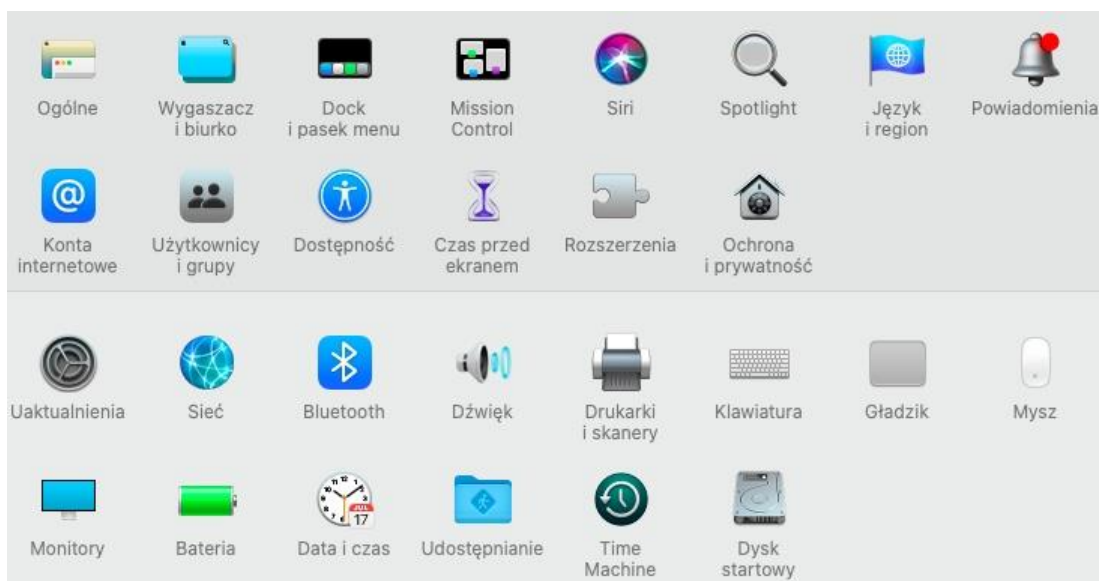 Ogólne
Wygaszacz
i biurko
Dock
i pasek menu
Mission
Control
Siri
Spotlight
Język
i region
Powiadomienia
Konta
internetowe
Użytkownicy
i grupy
Dostępność
Czas przed
ekranem
Rozszerzenia
Ochrona
i prywatność
Uaktualnienia
Sieć
Bluetooth
Dźwięk
Drukarki
i skanery
Klawiatura
Gładzik
Mysz
Monitory
Bateria
JUL
17
Data i czas
Udostępnianie
Time
Machine
Dysk
startowy